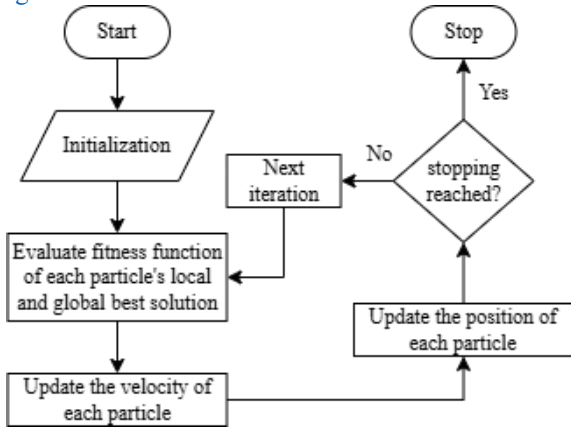 Start
Initialization
Evaluate fitness function
of each particle's local
and global best solution
Update the velocity of
each particle
Update the position of
each particle
stopping
reached?
No
Next
iteration
Yes
Stop